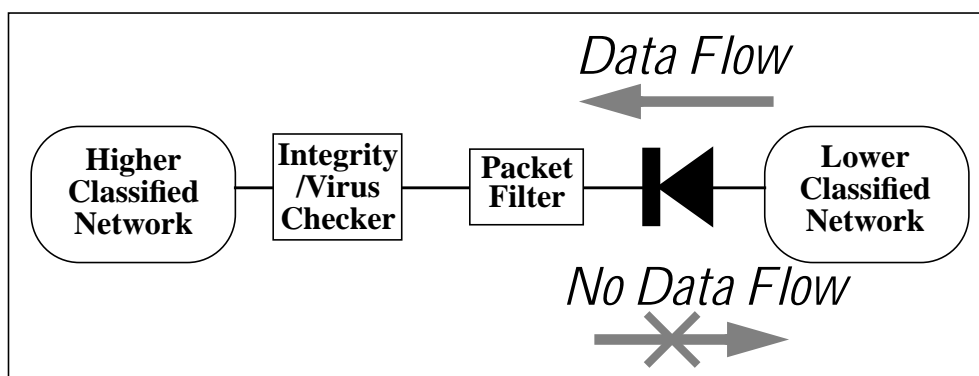 Data Flow
Higher
Classified
Network
Integrity
/Virus
Checker
Packet
Filter
Lower
Classified
Network
No Data Flow